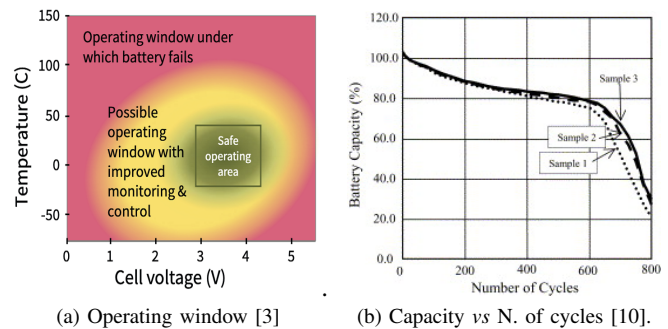 150
100
50
0
-50
Temperature (C)
Operating window under
which battery fails
Possible
operating
window with
improved
monitoring &
control
Safe
operating
area
0
1
2
3
4
5
Cell voltage (V)
(a) Operating window [3]
.
120.0
100.0
80.0
60.0
40.0
20.0
0
Battery Capacity (%)
Sample 3
Sample 2
Sample 1
0
200
400
600
800
Number of Cycles
(b) Capacity vs N. of cycles [10].